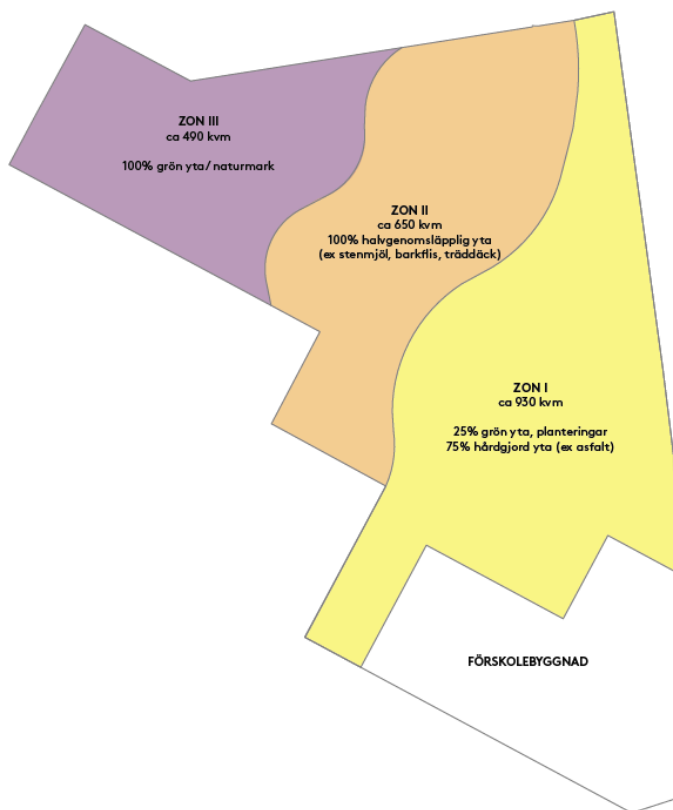 ZON III
ca 490 kvm
100% grön yta/ naturmark
ZON II
ca 650 kvm
100% halvgenomsläpplig yta
(ex stenmjöl, barkflis, trädäck)
ZON I
ca 930 kvm
25% grön yta, planteringar
75% hårdgjord yta (ex asfalt)
FÖRSKOLEBYGGNAD